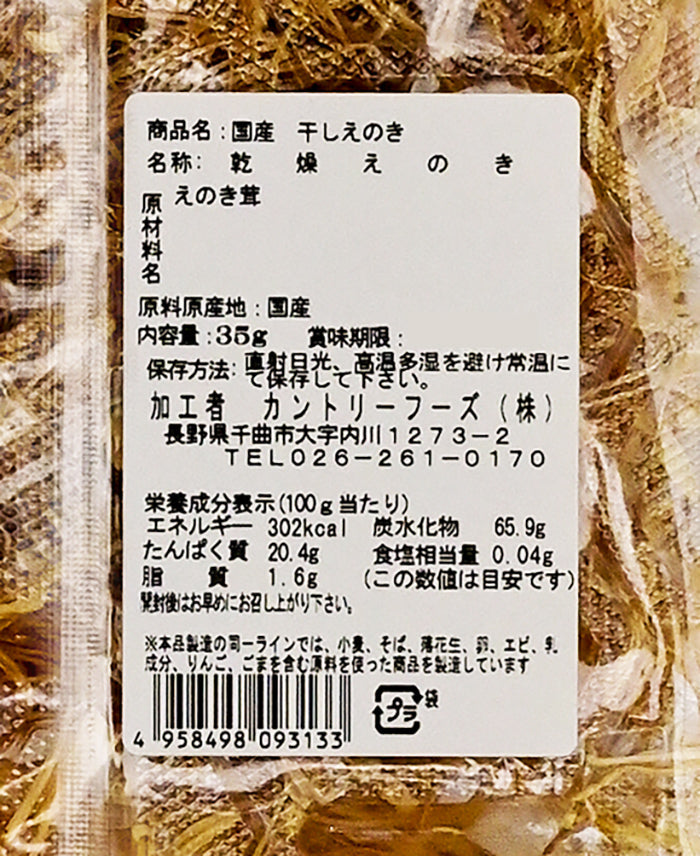 商品名：国産　干しえのき
名称：　乾　燥　え　の　き
原材料名　えのき茸
原料原産地：国産
内容量：35g　賞味期限：
保存方法：直射日光、高温多湿を避け常温に
て保存して下さい。
加工者　カントリーフーズ（株）
長野県千曲市大字内川１２７３－２
ＴＥＬ０２６－２６１－０１７０
栄養成分表示(100ｇ当たり)
エネルギー　302kcal　炭水化物　65.9g
たんぱく質　20.4g　食塩相当量　0.04g
脂　　質　1.6g　（この数値は目安です）
開封後はお早めにお召し上がり下さい。
※本品製造の同一ラインでは、小麦、そば、落花生、卵、エビ、乳
成分、りんご、ごまを含む原料を使った商品を製造しています
プラ　袋
4 958498 093133